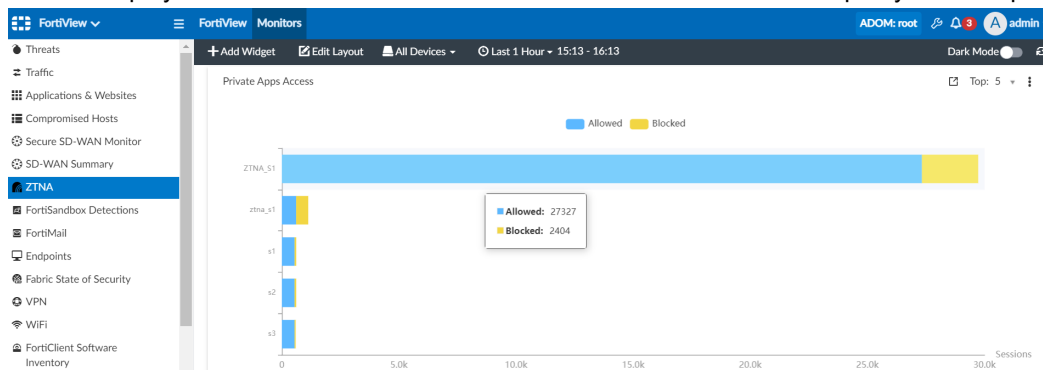 FortiView
FortiView Monitors
ADOM: root
3
A admin
Threats
Traffic
Applications & Websites
Compromised Hosts
Secure SD-WAN Monitor
SD-WAN Summary
ZTNA
FortiSandbox Detections
FortiMail
Endpoints
Fabric State of Security
VPN
WiFi
FortiClient Software
Inventory
Add Widget Edit Layout All Devices Last 1 Hour 15:13 - 16:13
Dark Mode
Private Apps Access
Top: 5
Allowed Blocked
ZTNA_S1
ztna_s1
Allowed: 27327
Blocked: 2404
s1
s2
s3
Sessions
0 5.0k 10.0k 15.0k 20.0k 25.0k 30.0k